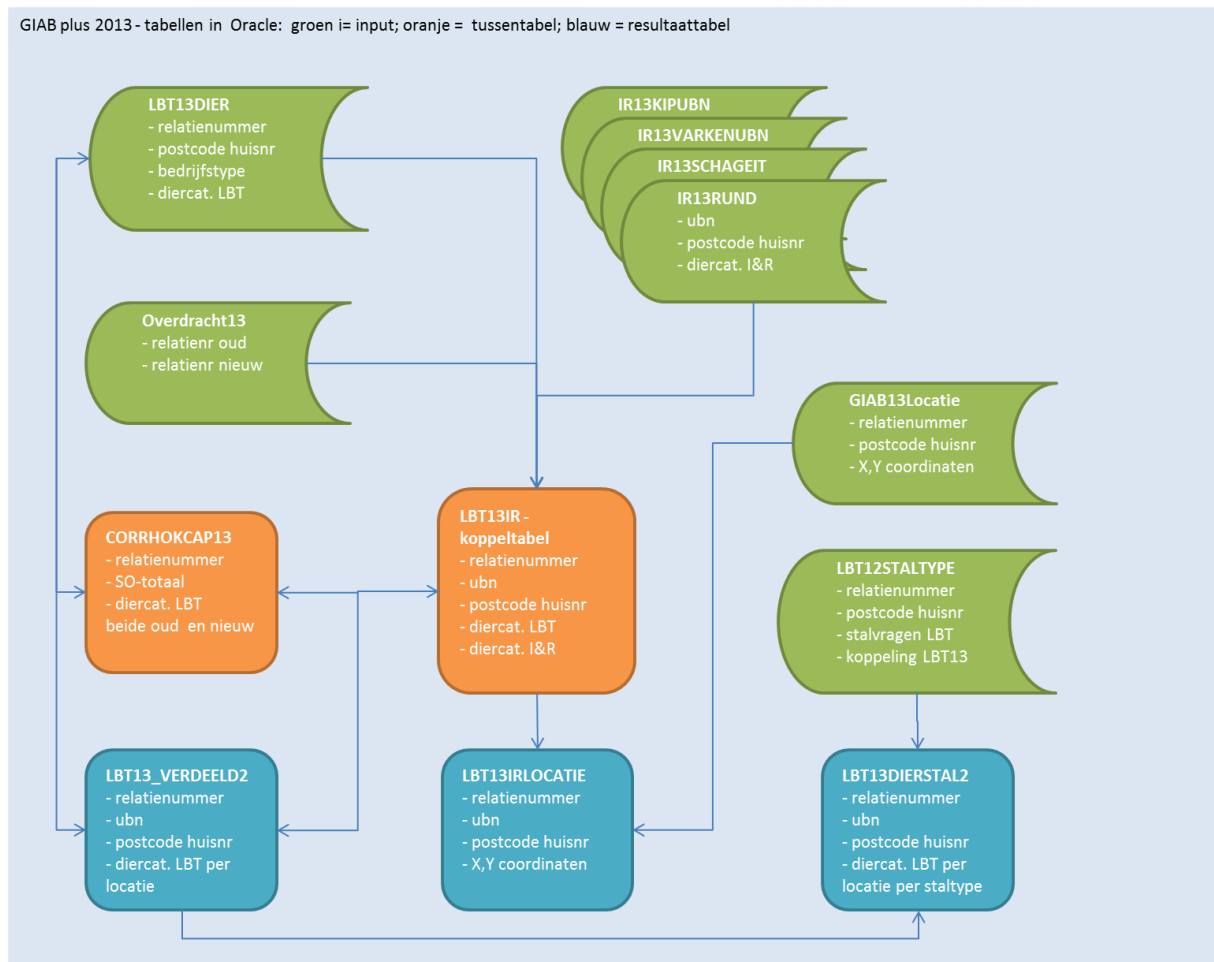 GIAB plus 2013 - tabellen in Oracle: groen i= input; oranje = tussentabel; blauw = resultaattabel
LBT13DIER
- relatienummer
- postcode huisnr
- bedrijfstype
- diercat. LBT
IR13KIPUBN
IR13VARKENUBN
IR13SCHAGEIT
IR13RUND
- ubn
- postcode huisnr
- diercat. I&R
Overdracht13
- relatienr oud
- relatienr nieuw
GIAB13Locatie
- relatienummer
- postcode huisnr
- X,Y coordinaten
CORRHOKCAP13
- relatienummer
- SO-totaal
- diercat. LBT
beide oud en nieuw
LBT13IR -
koppeltabel
- relatienummer
- ubn
- postcode huisnr
- diercat. LBT
- diercat. I&R
LBT12STALTYPE
- relatienummer
- postcode huisnr
- stalvragen LBT
- koppeling LBT13
LBT13_VERDEELD2
- relatienummer
- ubn
- postcode huisnr
- diercat. LBT per
locatie
LBT13IRLOCATIE
- relatienummer
- ubn
- postcode huisnr
- X,Y coordinaten
LBT13DIERSTAL2
- relatienummer
- ubn
- postcode huisnr
- diercat. LBT per
locatie per staltype